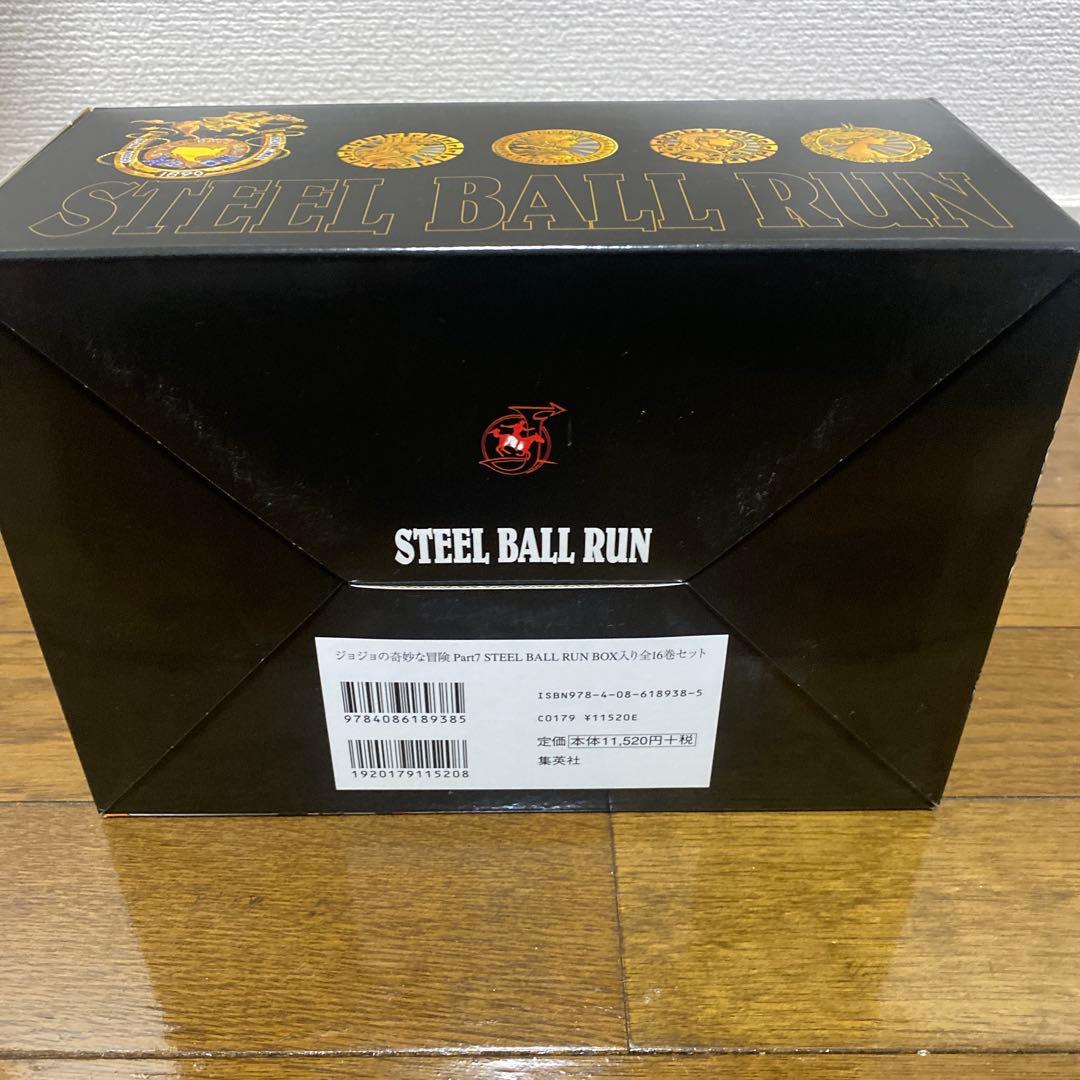 1890
STEEL BALL RUN
STEEL BALL RUN
ジョジョの奇妙な冒険 Part7 STEEL BALL RUN BOX入り全16巻セット
9784086189385
ISBN978-4-08-618938-5
C0179 ¥11520E
1920179115208
定価 本体11,520円+税
集英社